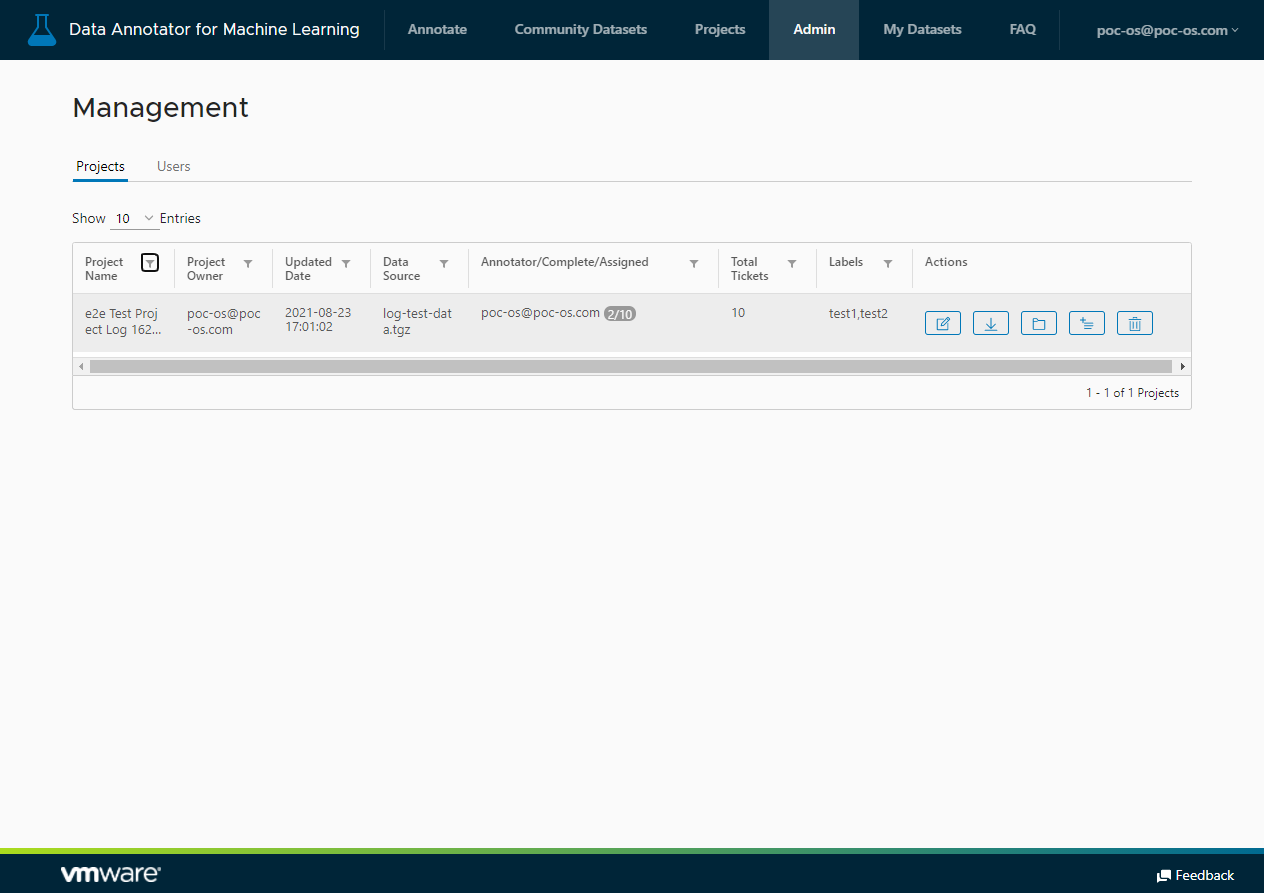 Data Annotator for Machine Learning
Annotate
Community Datasets
Projects
Admin
My Datasets
FAQ
poc-os@poc-os.com
Management
Projects
Users
Show 10 Entries
Project
Name
Project
Owner
Updated
Date
Data
Source
Annotator/Complete/Assigned
Total
Tickets
Labels
Actions
e2e Test Proj
ect Log 162...
poc-os@poc
-os.com
2021-08-23
17:01:02
log-test-dat
a.tgz
poc-os@poc-os.com 2/10
10
test1,test2
1 - 1 of 1 Projects
vmware
Feedback